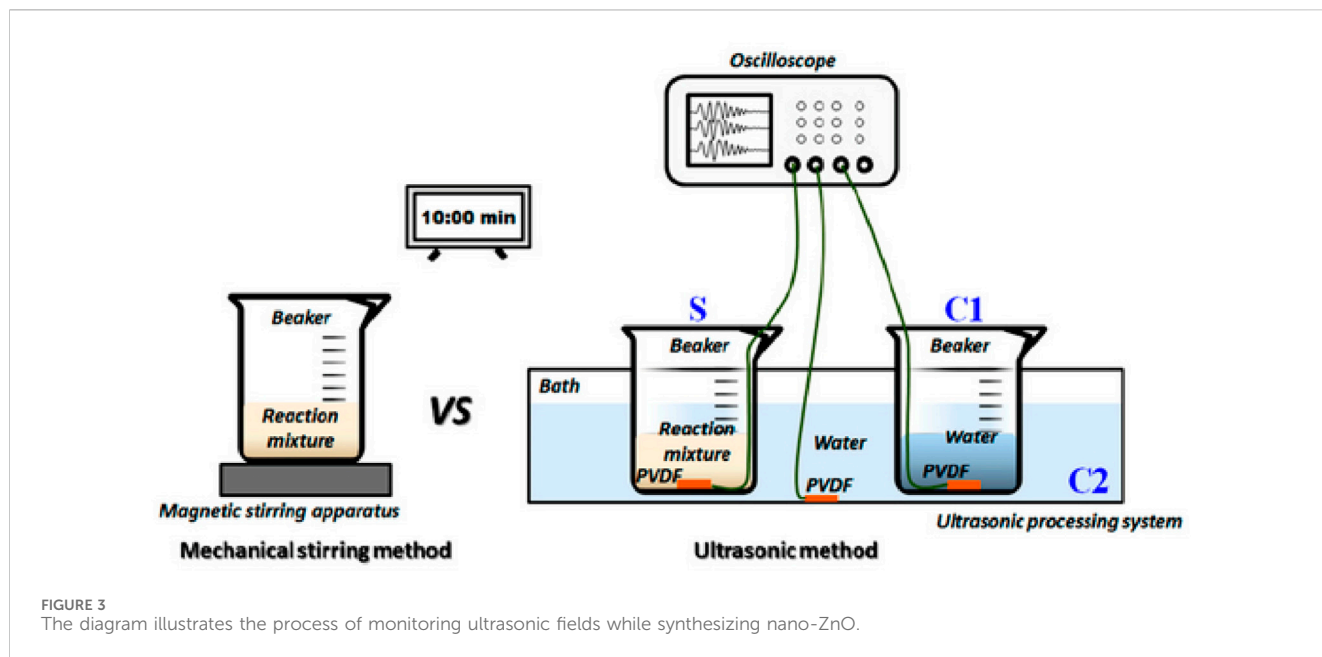 Oscilloscope
10:00 min
S
C1
Beaker
Beaker
Beaker
Bath
VS
Reaction
mixture
Reaction
mixture
Water
Water
PVDF
PVDF
PVDF
C2
Magnetic stirring apparatus
Ultrasonic processing system
Mechanical stirring method
Ultrasonic method
FIGURE 3
The diagram illustrates the process of monitoring ultrasonic fields while synthesizing nano-ZnO.